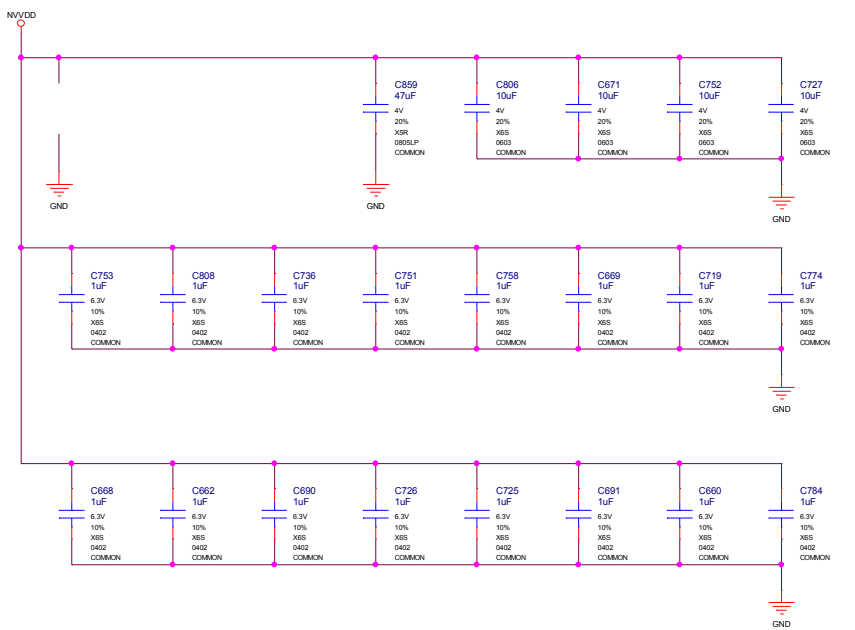 NVVDD
C859
47uF
4V
20%
X5R
0805LP
COMMON
C806
10uF
4V
20%
X6S
0603
COMMON
C671
10uF
4V
20%
X6S
0603
COMMON
C752
10uF
4V
20%
X6S
0603
COMMON
C727
10uF
4V
20%
X6S
0603
COMMON
GND
GND
GND
C753
1uF
6.3V
10%
X6S
0402
COMMON
C808
1uF
6.3V
10%
X6S
0402
COMMON
C736
1uF
6.3V
10%
X6S
0402
COMMON
C751
1uF
6.3V
10%
X6S
0402
COMMON
C758
1uF
6.3V
10%
X6S
0402
COMMON
C669
1uF
6.3V
10%
X6S
0402
COMMON
C719
1uF
6.3V
10%
X6S
0402
COMMON
C774
1uF
6.3V
10%
X6S
0402
COMMON
GND
C668
1uF
6.3V
10%
X6S
0402
COMMON
C662
1uF
6.3V
10%
X6S
0402
COMMON
C690
1uF
6.3V
10%
X6S
0402
COMMON
C726
1uF
6.3V
10%
X6S
0402
COMMON
C725
1uF
6.3V
10%
X6S
0402
COMMON
C691
1uF
6.3V
10%
X6S
0402
COMMON
C660
1uF
6.3V
10%
X6S
0402
COMMON
C784
1uF
6.3V
10%
X6S
0402
COMMON
GND